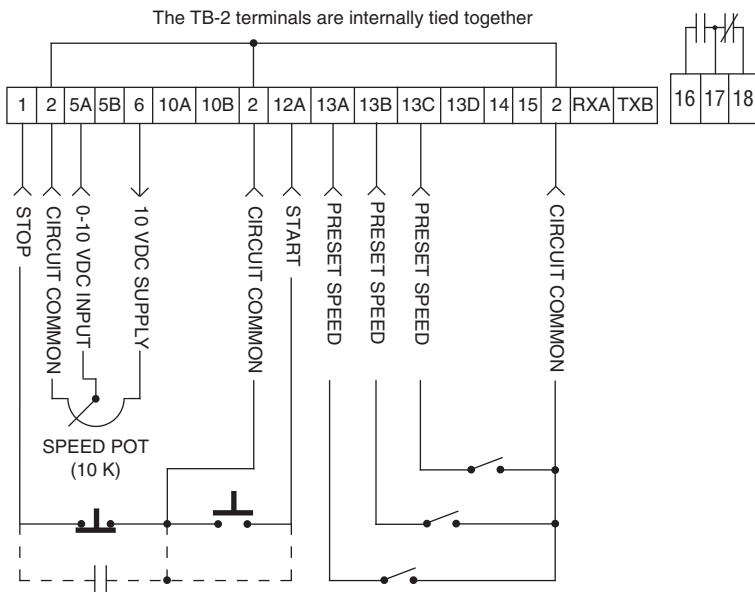 The TB-2 terminals are internally tied together
1 2 5A 5B 6 10A 10B 2 12A 13A 13B 13C 13D 14 15 2 RXA TXB
16 17 18
STOP
CIRCUIT COMMON
0-10 VDC INPUT
10 VDC SUPPLY
CIRCUIT COMMON
START
PRESET SPEED
PRESET SPEED
PRESET SPEED
CIRCUIT COMMON
SPEED POT
(10 K)